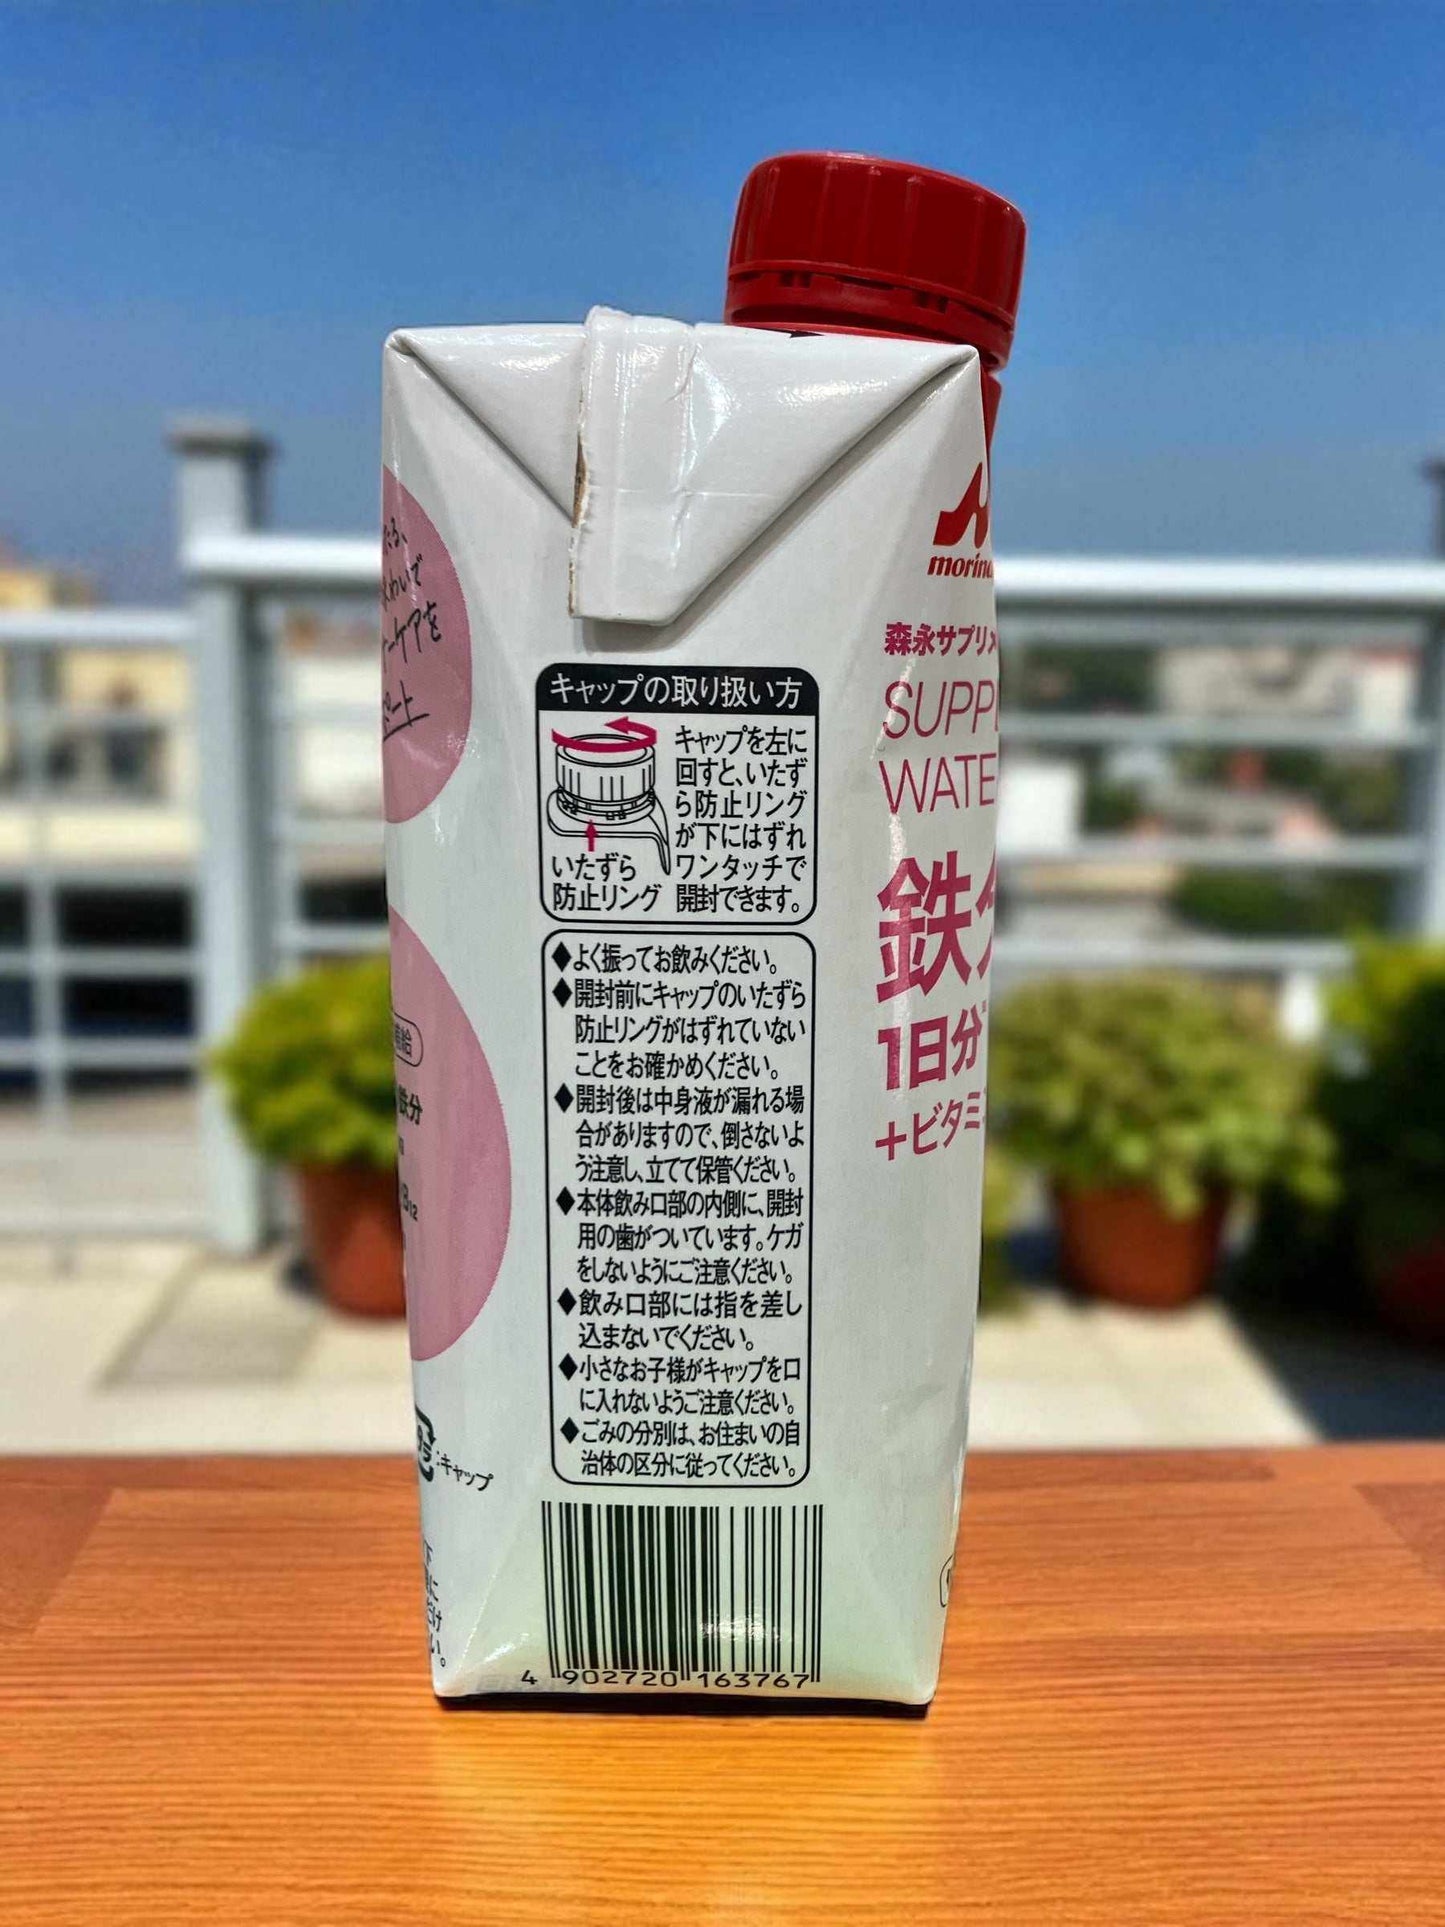 キャップの取り扱い方
キャップを左に
回すと、いたず
ら防止リング
が下にはずれ
ワンタッチで
開封できます。
いたずら
防止リング
◆よく振ってお飲みください。
◆開封前にキャップのいたずら
防止リングがはずれていない
ことをお確かめください。
◆開封後は中身液が漏れる場
合がありますので、倒さないよ
う注意し、立てて保管ください。
◆本体飲み口部の内側に、開封
用の歯がついています。ケガ
をしないようにご注意ください。
◆飲み口部には指を差し
込まないでください。
◆小さなお子様がキャップを口
に入れないようご注意ください。
◆ごみの分別は、お住まいの自
治体の区分に従ってください。
4 902720 163767
森永サプリ
SUPP
WATE
鉄
1日分
+ビタミ
鉄分
B12
:キャップ